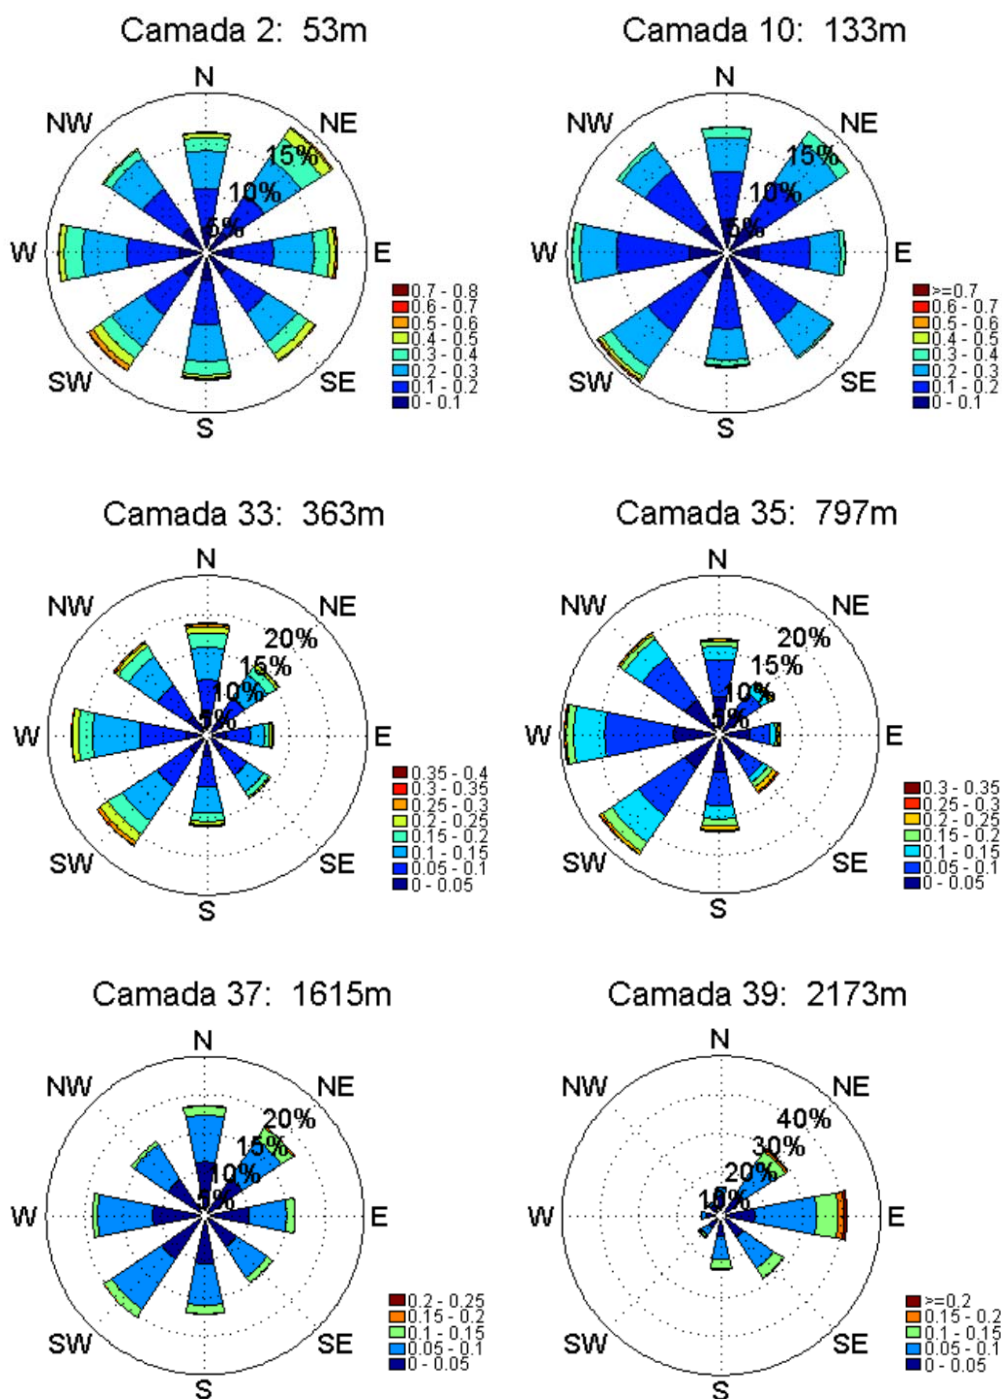 Camada 2:  53m
N
NE
E
SE
S
SW
W
NW
5%
10%
15%
0.7 - 0.8
0.6 - 0.7
0.5 - 0.6
0.4 - 0.5
0.3 - 0.4
0.2 - 0.3
0.1 - 0.2
0 - 0.1
Camada 10:  133m
N
NE
E
SE
S
SW
W
NW
5%
10%
15%
>=0.7
0.6 - 0.7
0.5 - 0.6
0.4 - 0.5
0.3 - 0.4
0.2 - 0.3
0.1 - 0.2
0 - 0.1
Camada 33:  363m
N
NE
E
SE
S
SW
W
NW
5%
10%
15%
20%
0.35 - 0.4
0.3 - 0.35
0.25 - 0.3
0.2 - 0.25
0.15 - 0.2
0.1 - 0.15
0.05 - 0.1
0 - 0.05
Camada 35:  797m
N
NE
E
SE
S
SW
W
NW
5%
10%
15%
20%
0.3 - 0.35
0.25 - 0.3
0.2 - 0.25
0.15 - 0.2
0.1 - 0.15
0.05 - 0.1
0 - 0.05
Camada 37:  1615m
N
NE
E
SE
S
SW
W
NW
5%
10%
15%
20%
0.2 - 0.25
0.15 - 0.2
0.1 - 0.15
0.05 - 0.1
0 - 0.05
Camada 39:  2173m
N
NE
E
SE
S
SW
W
NW
10%
20%
30%
40%
>=0.2
0.15 - 0.2
0.1 - 0.15
0.05 - 0.1
0 - 0.05